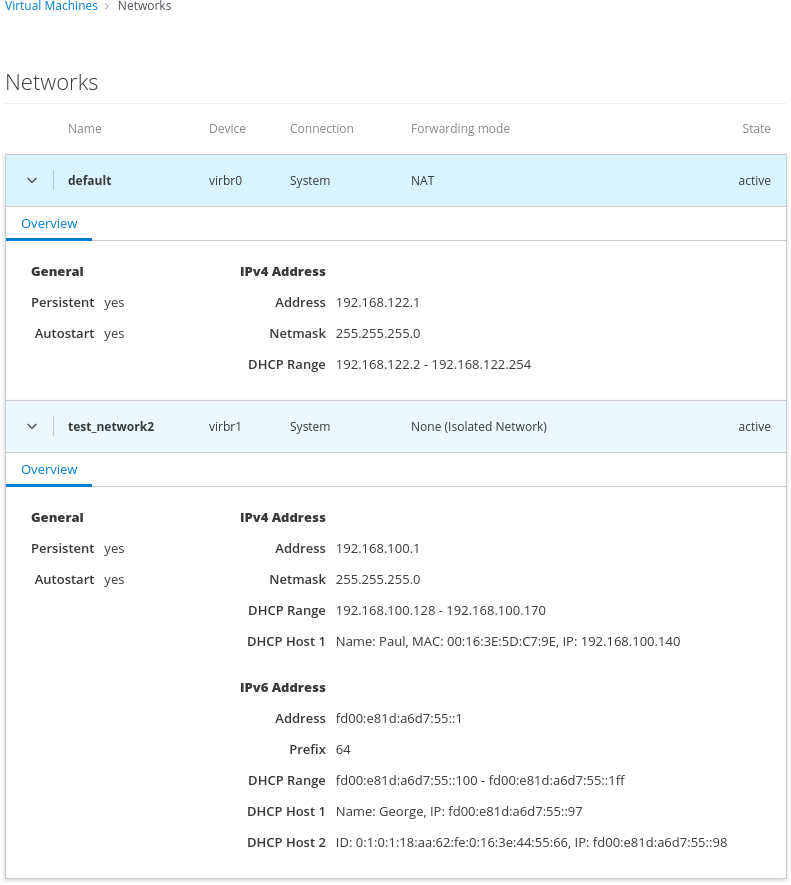 Virtual Machines › Networks
Networks
Name Device Connection Forwarding mode State
default virbr0 System NAT active
Overview
General IPv4 Address
Persistent yes Address 192.168.122.1
Autostart yes Netmask 255.255.255.0
DHCP Range 192.168.122.2 - 192.168.122.254
test_network2 virbr1 System None (Isolated Network) active
Overview
General IPv4 Address
Persistent yes Address 192.168.100.1
Autostart yes Netmask 255.255.255.0
DHCP Range 192.168.100.128 - 192.168.100.170
DHCP Host 1 Name: Paul, MAC: 00:16:3E:5D:C7:9E, IP: 192.168.100.140
IPv6 Address
Address fd00:e81d:a6d7:55::1
Prefix 64
DHCP Range fd00:e81d:a6d7:55::100 - fd00:e81d:a6d7:55::1ff
DHCP Host 1 Name: George, IP: fd00:e81d:a6d7:55::97
DHCP Host 2 ID: 0:1:0:1:18:aa:62:fe:0:16:3e:44:55:66, IP: fd00:e81d:a6d7:55::98